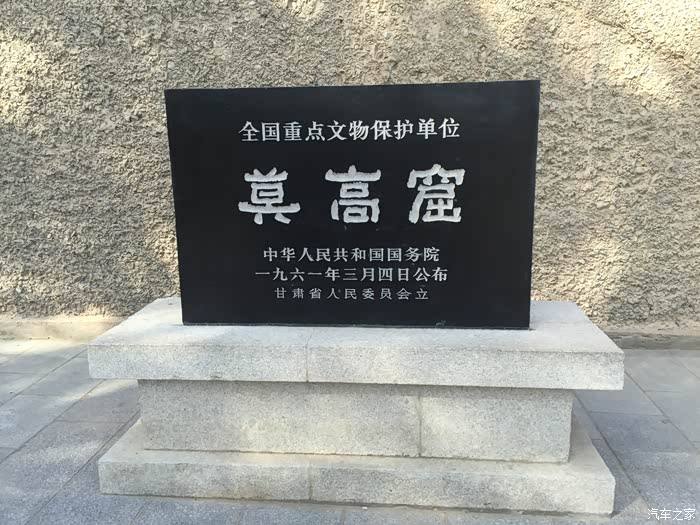 全国重点文物保护单位
莫高窟
中华人民共和国国务院
一九六一年三月四日公布
甘肃省人民委员会立
汽车之家